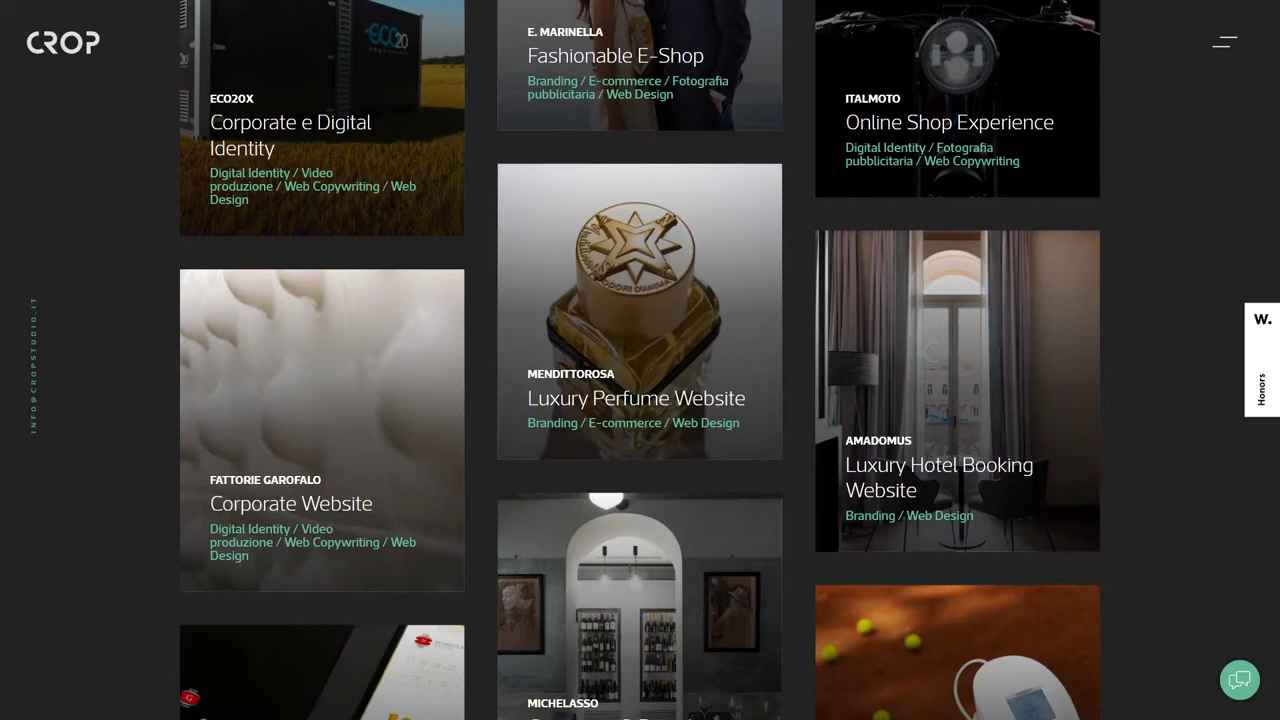 CROP
INFO@CROPSTUDIO.IT
ECO20
ECO20X
Corporate e Digital
Identity
Digital Identity / Video
produzione / Web Copywriting / Web
Design
FATTORIE GAROFALO
Corporate Website
Digital Identity / Video
produzione / Web Copywriting / Web
Design
E. MARINELLA
Fashionable E-Shop
Branding / E-commerce / Fotografia
pubblicitaria / Web Design
MENDITTOROSA
Luxury Perfume Website
Branding / E-commerce / Web Design
MICHELASSO
ITALMOTO
Online Shop Experience
Digital Identity / Fotografia
pubblicitaria / Web Copywriting
AMADOMUS
Luxury Hotel Booking
Website
Branding / Web Design
W.
Honors